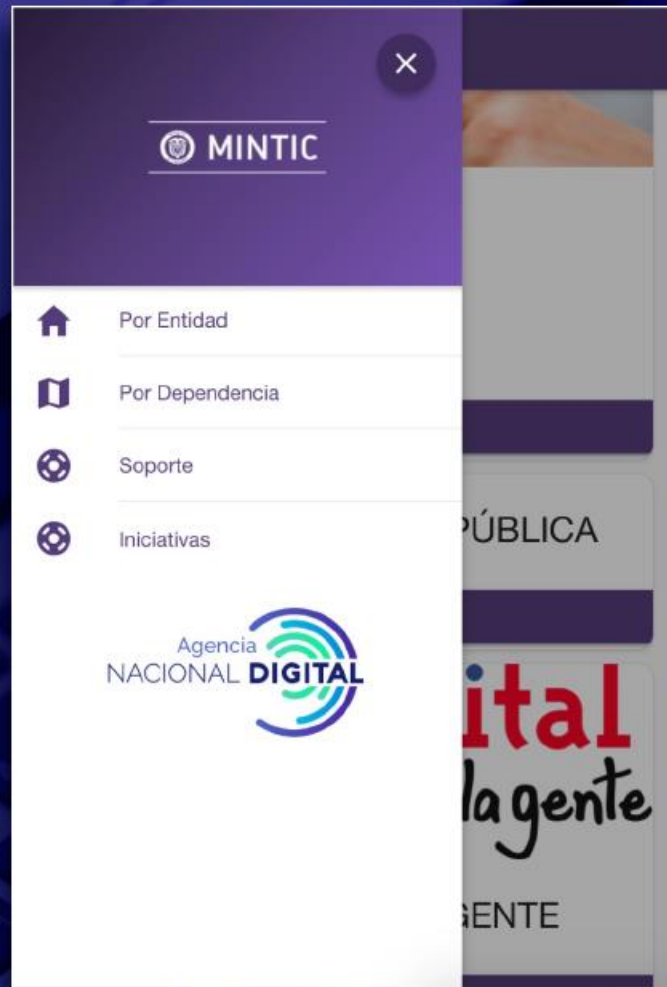 MINTIC
Por Entidad
Por Dependencia
Soporte
Iniciativas
Agencia
NACIONAL DIGITAL
PÚBLICA
ital
la gente
GENTE